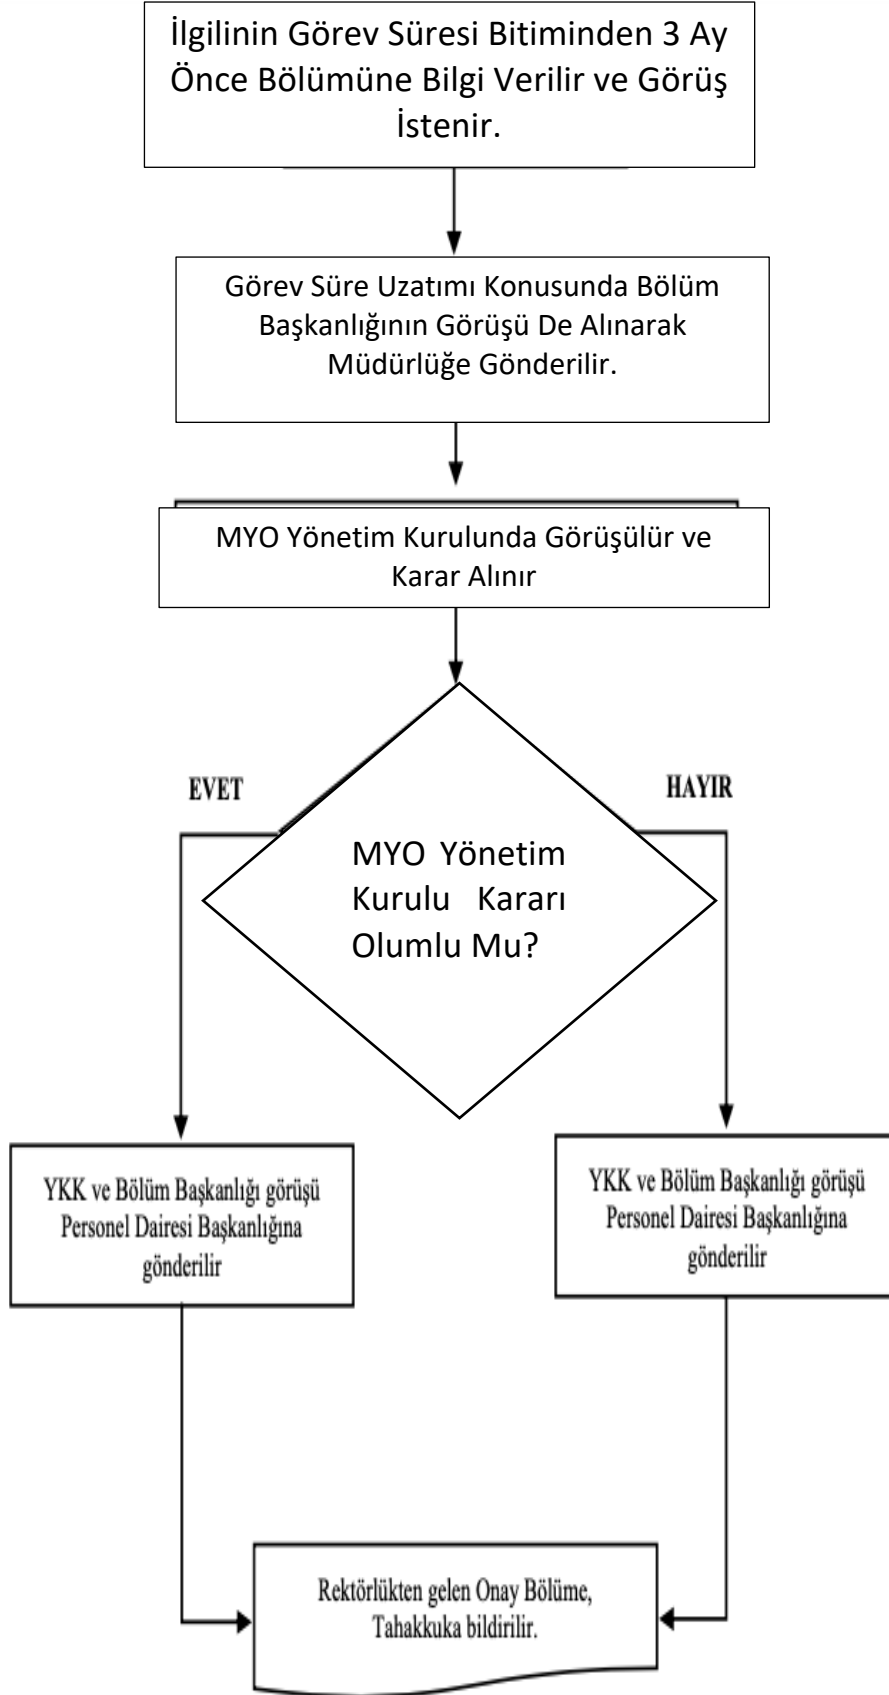 İlgilinin Görev Süresi Bitiminden 3 Ay
Önce Bölümüne Bilgi Verilir ve Görüş
İstenir.
Görev Süre Uzatımı Konusunda Bölüm
Başkanlığının Görüşü De Alınarak
Müdürlüğe Gönderilir.
MYO Yönetim Kurulunda Görüşülür ve
Karar Alınır
EVET
HAYIR
MYO Yönetim
Kurulu Kararı
Olumlu Mu?
YKK ve Bölüm Başkanlığı görüşü
Personel Dairesi Başkanlığına
gönderilir
YKK ve Bölüm Başkanlığı görüşü
Personel Dairesi Başkanlığına
gönderilir
Rektörlükten gelen Onay Bölüme,
Tahakkuka bildirilir.